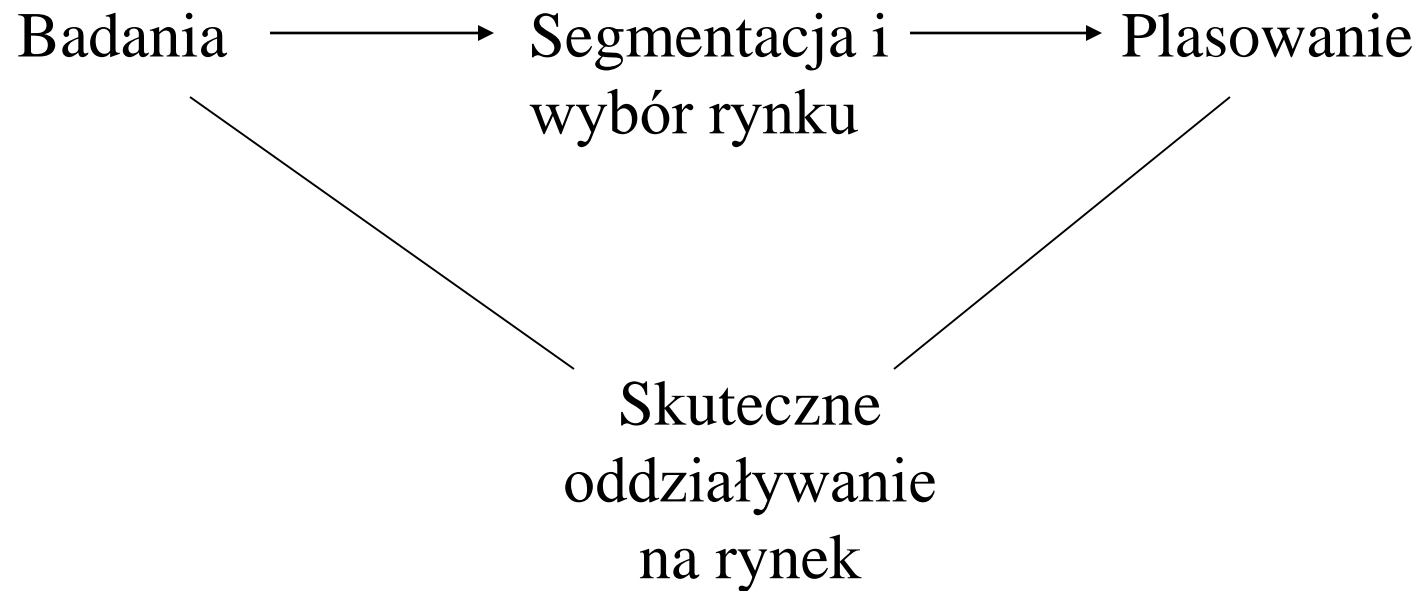 Badania
Segmentacja i
wybór rynku
Plasowanie
Skuteczne
oddziaływanie
na rynek